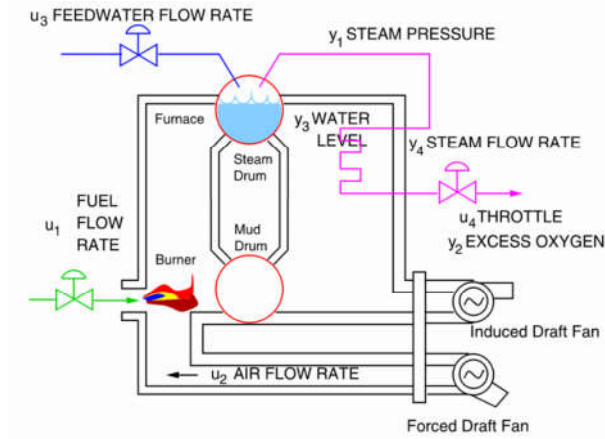 u3 FEEDWATER FLOW RATE
y1 STEAM PRESSURE
Furnace
y3 WATER
LEVEL
y4 STEAM FLOW RATE
Steam
Drum
FUEL
u1 FLOW
RATE
Mud
Drum
u4 THROTTLE
y2 EXCESS OXYGEN
Burner
Induced Draft Fan
u2 AIR FLOW RATE
Forced Draft Fan